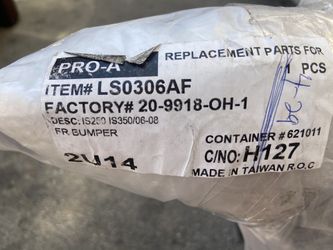 PRO-A
REPLACEMENT PARTS FOR
1 PCS
ITEM# LS0306AF
FACTORY# 20-9918-OH-1
DESC: IS250 IS350/06-08
FR BUMPER
CONTAINER # 621011
2U14
C/NO: H127
MADE IN TAIWAN R.O.C